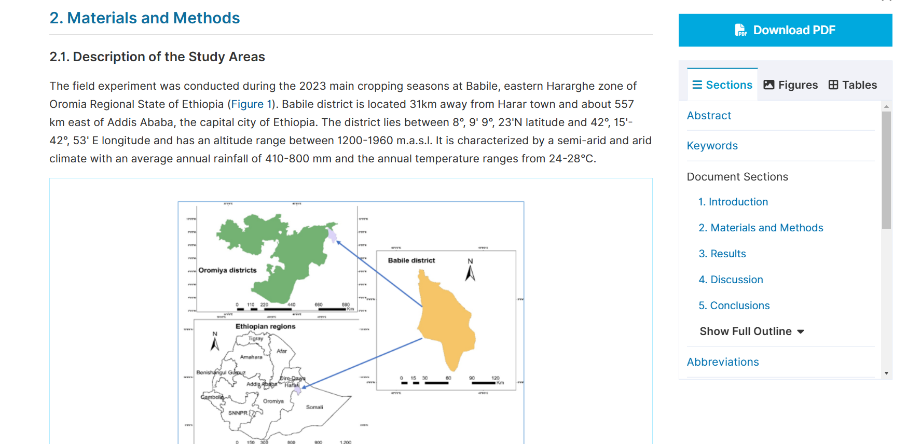 2. Materials and Methods
2.1. Description of the Study Areas
The field experiment was conducted during the 2023 main cropping seasons at Babile, eastern Hararghe zone of
Oromia Regional State of Ethiopia (Figure 1). Babile district is located 31km away from Harar town and about 557
km east of Addis Ababa, the capital city of Ethiopia. The district lies between 8°, 9' 9°, 23'N latitude and 42°, 15'-
42°, 53' E longitude and has an altitude range between 1200-1960 m.a.s.l. It is characterized by a semi-arid and arid
climate with an average annual rainfall of 410-800 mm and the annual temperature ranges from 24-28°C.
Oromiya districts
0 110 220 440 660 880
Km
Babile district
N
0 15 30 60 90 120
Km
Ethiopian regions
N
Tigray
Afar
Amahara
Benishangul Gumuz
Dire Dawa
Addis Ababa
Harari
Gambela
Oromiya
Somali
SNNPR
0 150 300 600 900 1,200
Download PDF
Sections Figures Tables
Abstract
Keywords
Document Sections
1. Introduction
2. Materials and Methods
3. Results
4. Discussion
5. Conclusions
Show Full Outline
Abbreviations